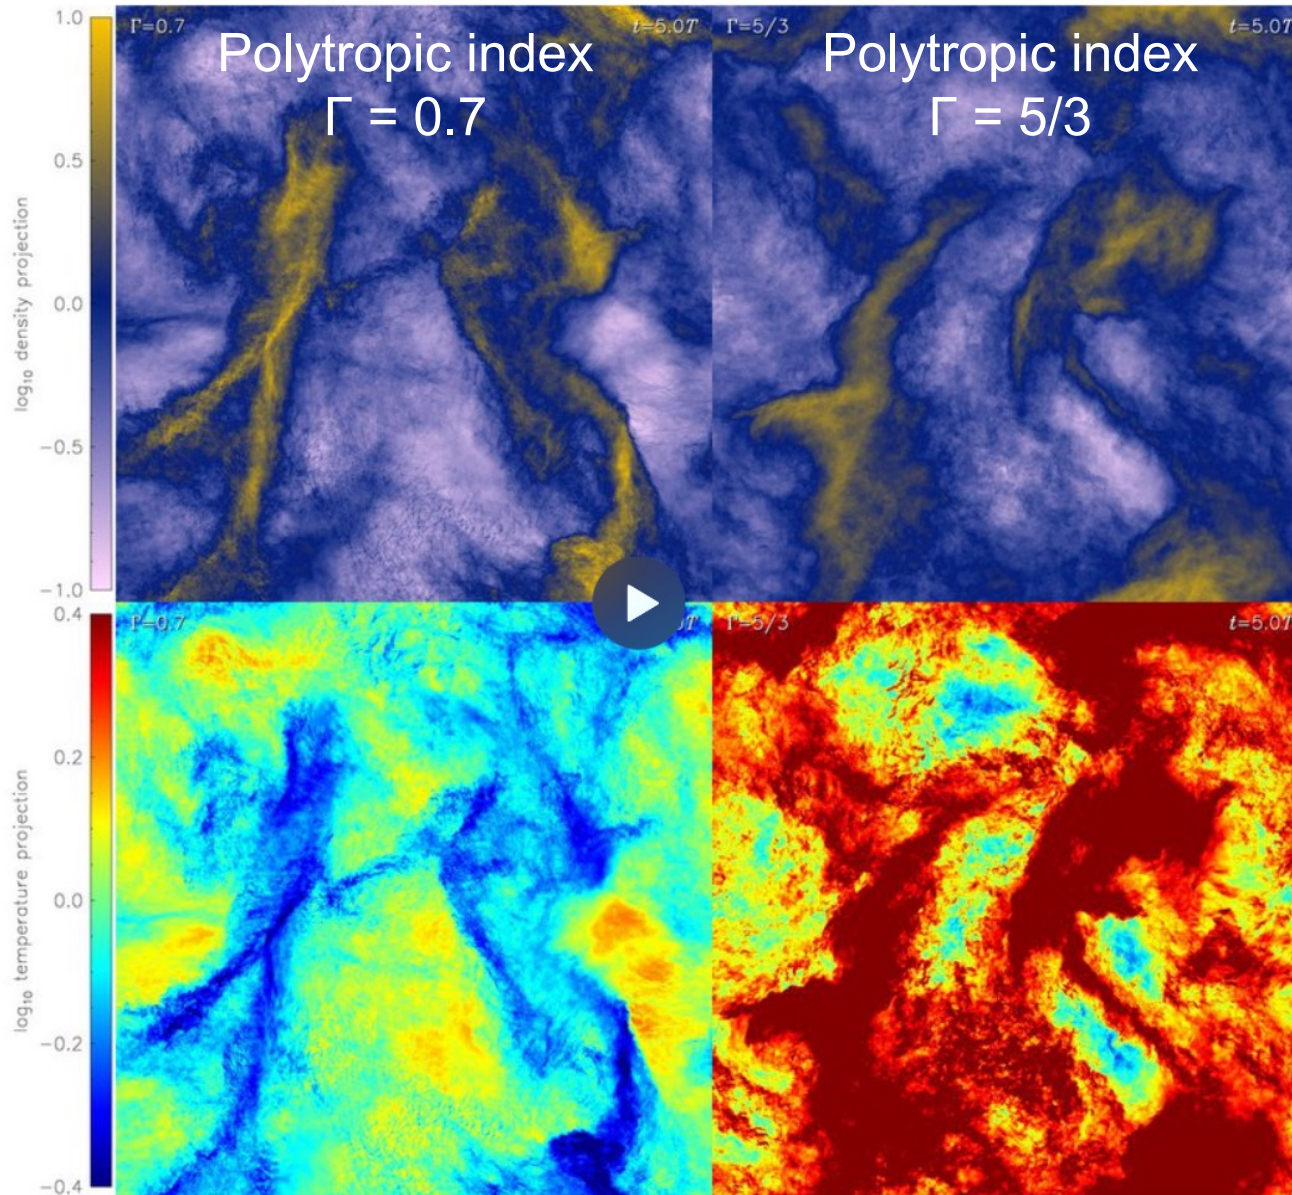 1.0
0.5
0.0
−0.5
−1.0
log₁₀ density projection
Γ=0.7
t=5.0T
Polytropic index
Γ = 0.7
Γ=5/3
t=5.0T
Polytropic index
Γ = 5/3
0.4
0.2
0.0
−0.2
−0.4
log₁₀ temperature projection
Γ=0.7
0T
Γ=5/3
t=5.0T